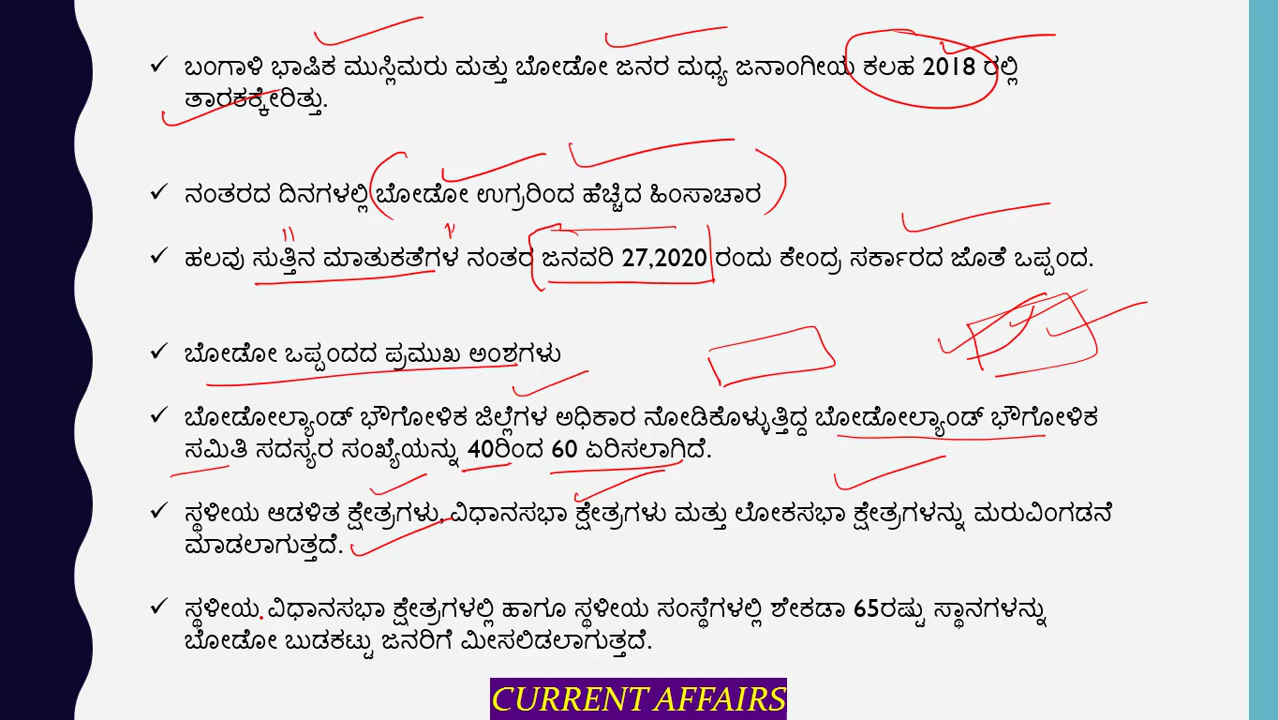 ಬಂಗಾಳಿ ಭಾಷಿಕ ಮುಸ್ಲಿಮರು ಮತ್ತು ಬೋಡೋ ಜನರ ಮಧ್ಯ ಜನಾಂಗೀಯ ಕಲಹ 2018 ರಲ್ಲಿ
ತಾರಕಕ್ಕೇರಿತ್ತು.
ನಂತರದ ದಿನಗಳಲ್ಲಿ ಬೋಡೋ ಉಗ್ರರಿಂದ ಹೆಚ್ಚಿದ ಹಿಂಸಾಚಾರ
ಹಲವು ಸುತ್ತಿನ ಮಾತುಕತೆಗಳ ನಂತರ ಜನವರಿ 27,2020 ರಂದು ಕೇಂದ್ರ ಸರ್ಕಾರದ ಜೊತೆ ಒಪ್ಪಂದ.
ಬೋಡೋ ಒಪ್ಪಂದದ ಪ್ರಮುಖ ಅಂಶಗಳು
ಬೋಡೋಲ್ಯಾಂಡ್ ಭೌಗೋಳಿಕ ಜಿಲ್ಲೆಗಳ ಅಧಿಕಾರ ನೋಡಿಕೊಳ್ಳುತ್ತಿದ್ದ ಬೋಡೋಲ್ಯಾಂಡ್ ಭೌಗೋಳಿಕ
ಸಮಿತಿ ಸದಸ್ಯರ ಸಂಖ್ಯೆಯನ್ನು 40ರಿಂದ 60 ಏರಿಸಲಾಗಿದೆ.
ಸ್ಥಳೀಯ ಆಡಳಿತ ಕ್ಷೇತ್ರಗಳು, ವಿಧಾನಸಭಾ ಕ್ಷೇತ್ರಗಳು ಮತ್ತು ಲೋಕಸಭಾ ಕ್ಷೇತ್ರಗಳನ್ನು ಮರುವಿಂಗಡನೆ
ಮಾಡಲಾಗುತ್ತದೆ.
ಸ್ಥಳೀಯ ವಿಧಾನಸಭಾ ಕ್ಷೇತ್ರಗಳಲ್ಲಿ ಹಾಗೂ ಸ್ಥಳೀಯ ಸಂಸ್ಥೆಗಳಲ್ಲಿ ಶೇಕಡಾ 65ರಷ್ಟು ಸ್ಥಾನಗಳನ್ನು
ಬೋಡೋ ಬುಡಕಟ್ಟು ಜನರಿಗೆ ಮೀಸಲಿಡಲಾಗುತ್ತದೆ.
CURRENT AFFAIRS